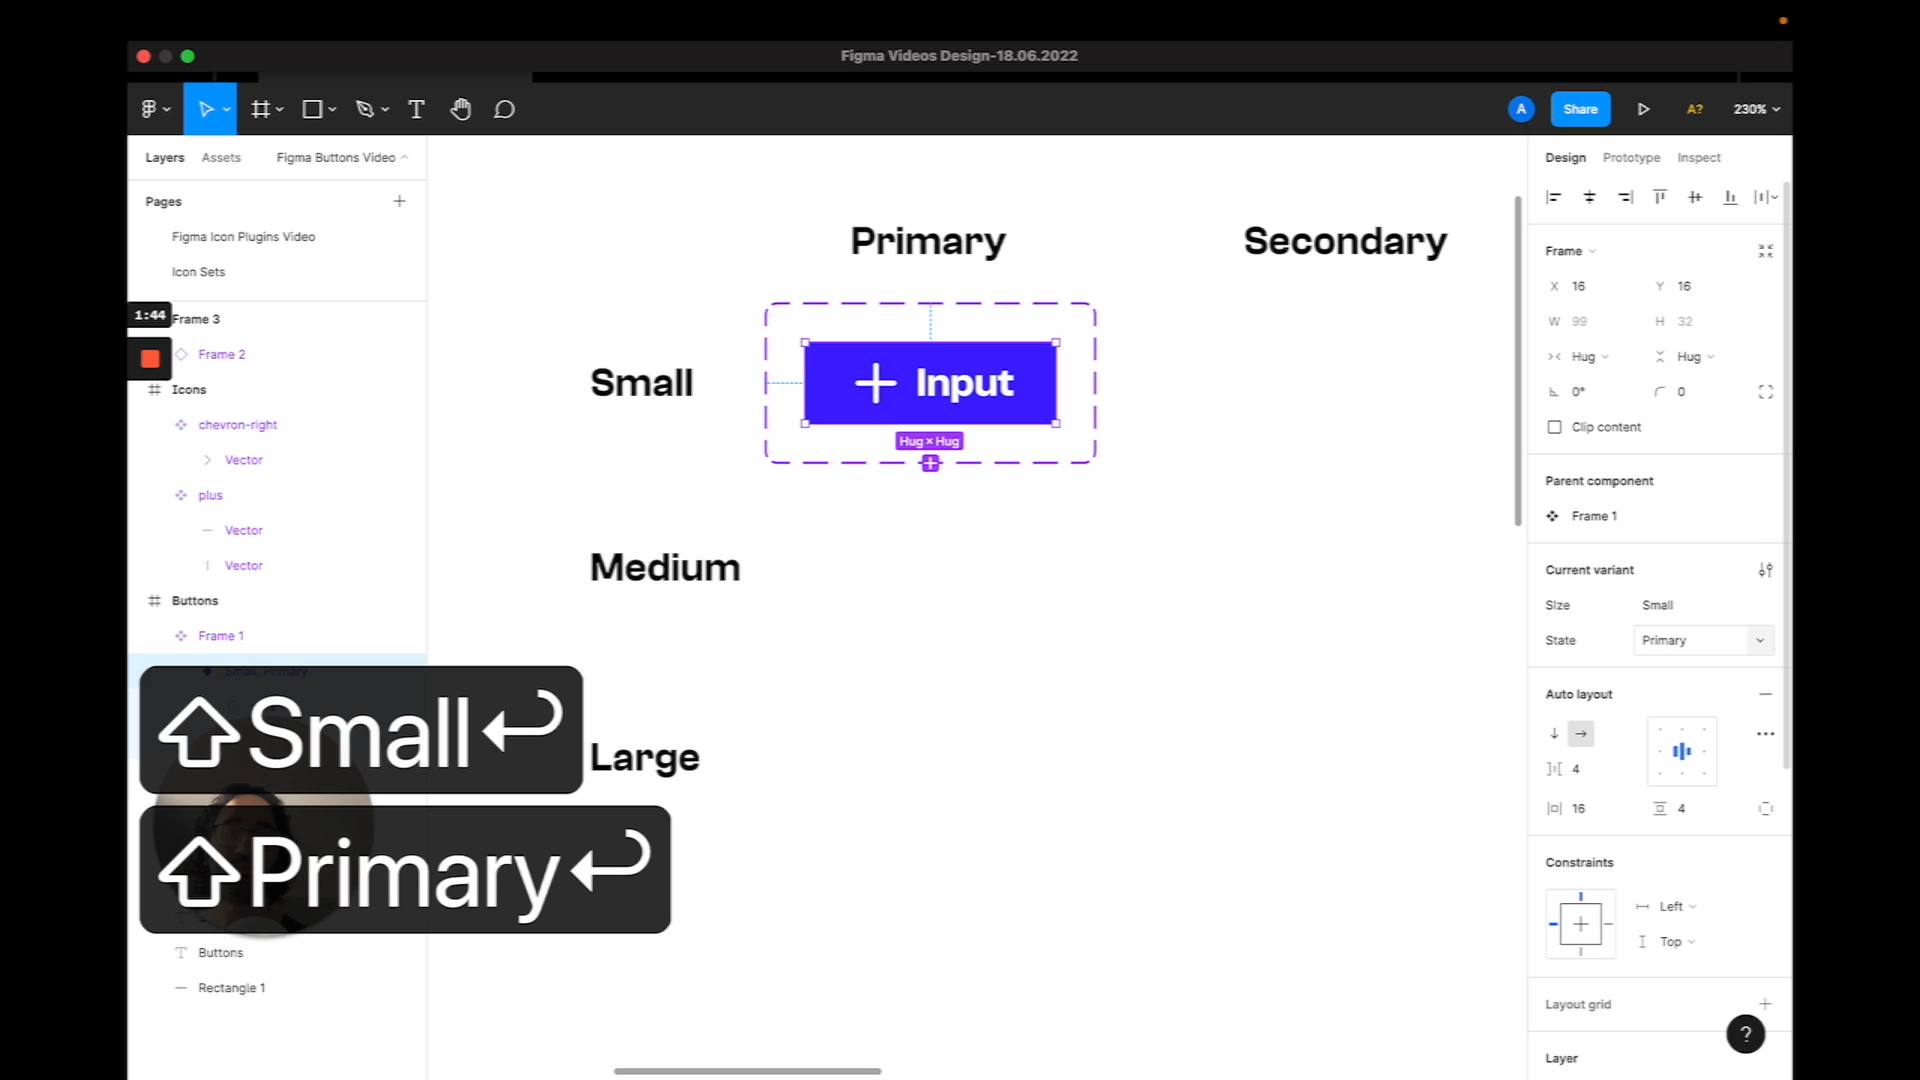 Figma Videos Design-18.06.2022
A
Share
A?
230%
Layers
Assets
Figma Buttons Video
Pages
Figma Icon Plugins Video
Icon Sets
1:44
Frame 3
Frame 2
Icons
chevron-right
Vector
plus
Vector
Vector
Buttons
Frame 1
Small, Primary
⇧Small↩
⇧Primary↩
Buttons
Rectangle 1
Primary
Secondary
Small
Input
Hug × Hug
Medium
Large
Design
Prototype
Inspect
Frame
X 16
Y 16
W 99
H 32
Hug
Hug
0°
0
Clip content
Parent component
Frame 1
Current variant
Size
Small
State
Primary
Auto layout
4
16
4
Constraints
Left
Top
Layout grid
?
Layer